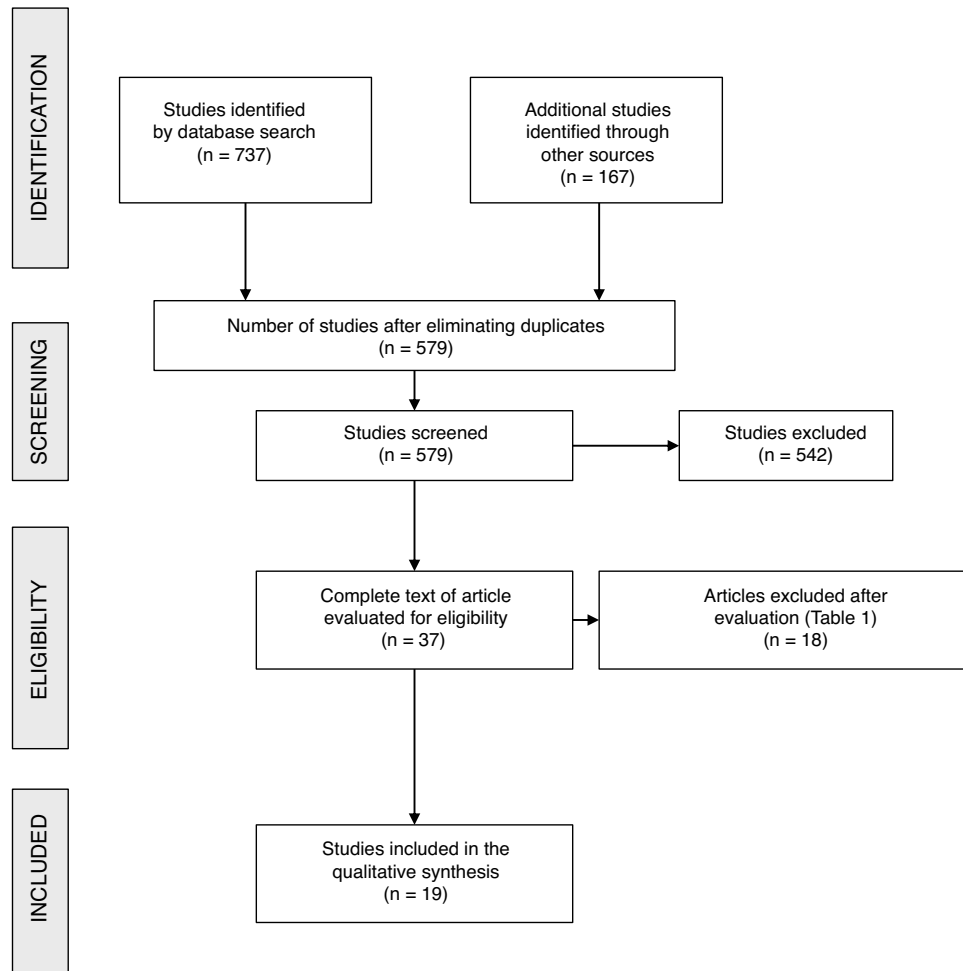 IDENTIFICATION
Studies identified
by database search
(n = 737)
Additional studies
identified through
other sources
(n = 167)
SCREENING
Number of studies after eliminating duplicates
(n = 579)
Studies screened
(n = 579)
Studies excluded
(n = 542)
ELIGIBILITY
Complete text of article
evaluated for eligibility
(n = 37)
Articles excluded after
evaluation (Table 1)
(n = 18)
INCLUDED
Studies included in the
qualitative synthesis
(n = 19)